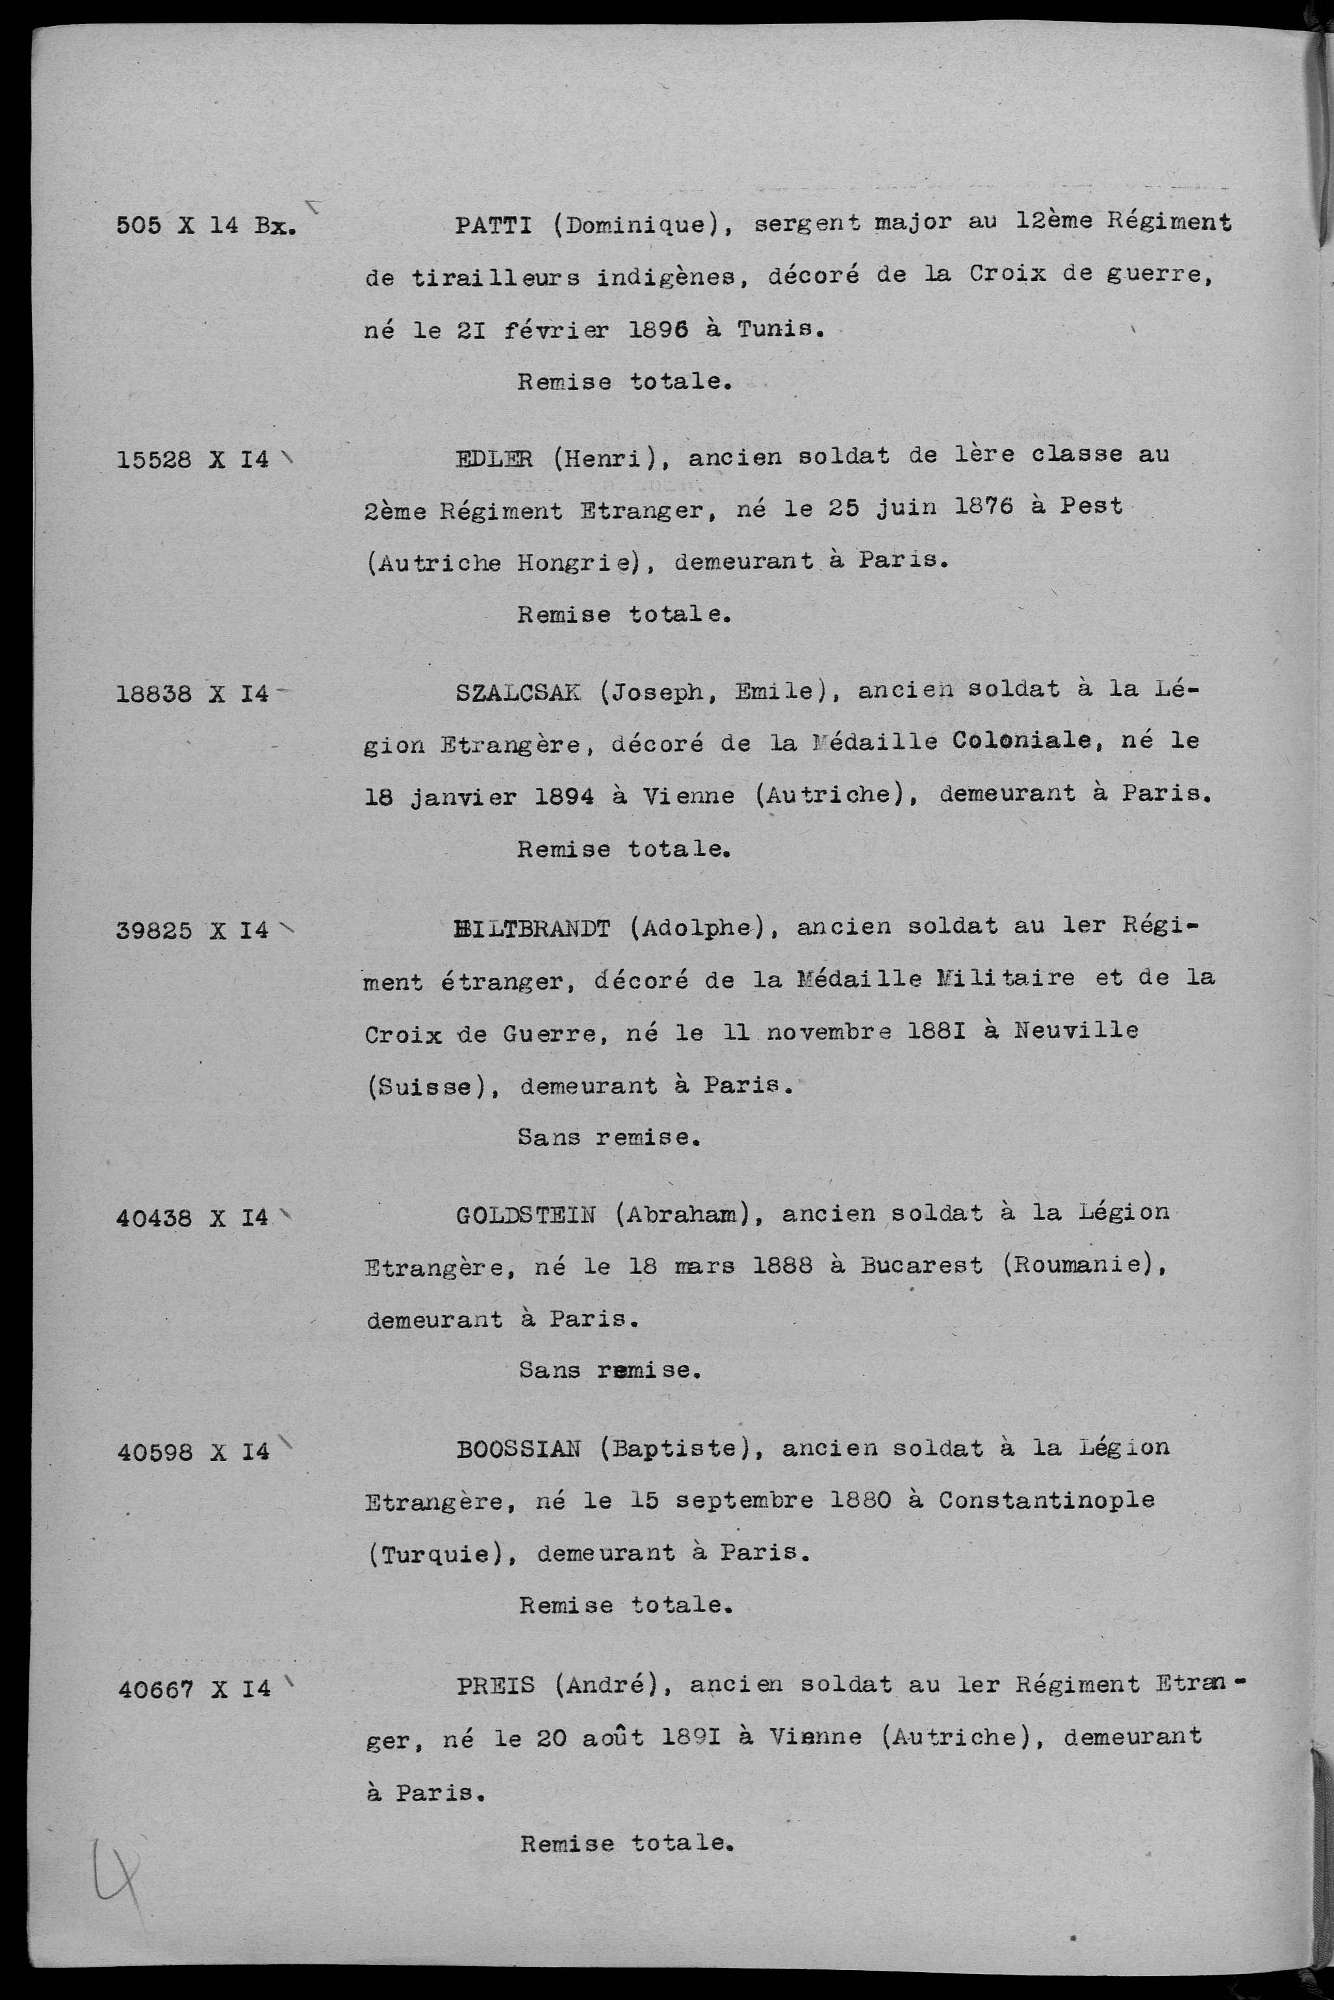 505 X 14 Bx. PATTI (Dominique), sergent major au 12ème Régiment
de tirailleurs indigènes, décoré de la Croix de guerre,
né le 2I février 1896 à Tunis.
Remise totale.
15528 X I4 EDLER (Henri), ancien soldat de lère classe au
2ème Régiment Etranger, né le 25 juin 1876 à Pest
(Autriche Hongrie), demeurant à Paris.
Remise totale.
18838 X I4 SZALCSAK (Joseph, Emile), ancien soldat à la Lé-
gion Etrangère, décoré de la Médaille Coloniale, né le
18 janvier 1894 à Vienne (Autriche), demeurant à Paris.
Remise totale.
39825 X I4 HILTBRANDT (Adolphe), ancien soldat au 1er Régi-
ment étranger, décoré de la Médaille Militaire et de la
Croix de Guerre, né le 11 novembre 188I à Neuville
(Suisse), demeurant à Paris.
Sans remise.
40438 X I4 GOLDSTEIN (Abraham), ancien soldat à la Légion
Etrangère, né le 18 mars 1888 à Bucarest (Roumanie),
demeurant à Paris.
Sans remise.
40598 X I4 BOOSSIAN (Baptiste), ancien soldat à la Légion
Etrangère, né le 15 septembre 1880 à Constantinople
(Turquie), demeurant à Paris.
Remise totale.
40667 X I4 PREIS (André), ancien soldat au 1er Régiment Etran-
ger, né le 20 août 189I à Vienne (Autriche), demeurant
à Paris.
Remise totale.
4